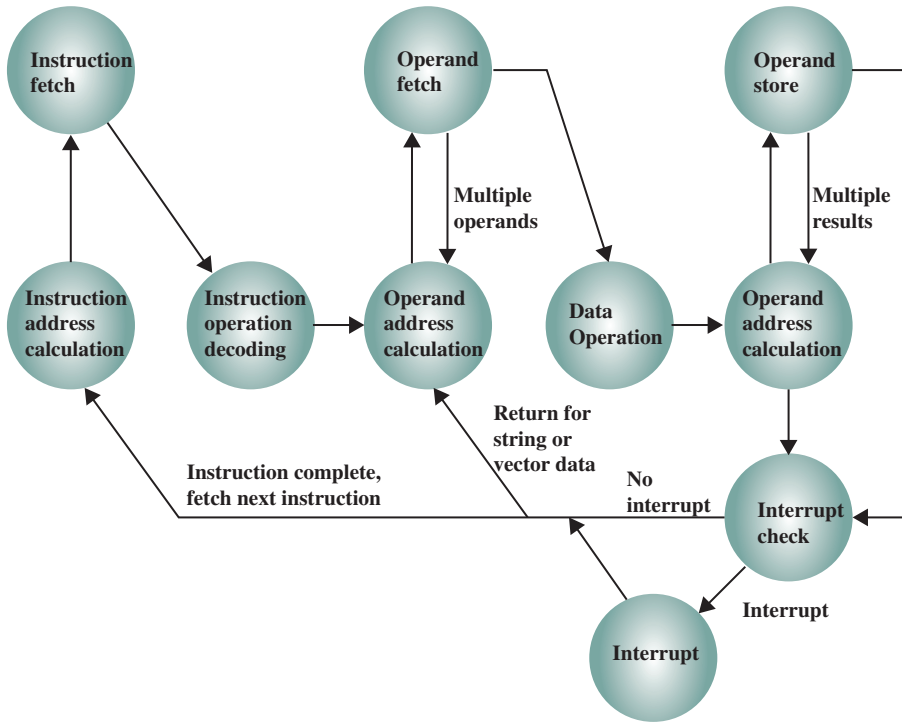 Instruction
fetch
Operand
fetch
Operand
store
Multiple
operands
Multiple
results
Instruction
address
calculation
Instruction
operation
decoding
Operand
address
calculation
Data
Operation
Operand
address
calculation
Return for
string or
vector data
Instruction complete,
fetch next instruction
No
interrupt
Interrupt
check
Interrupt
Interrupt